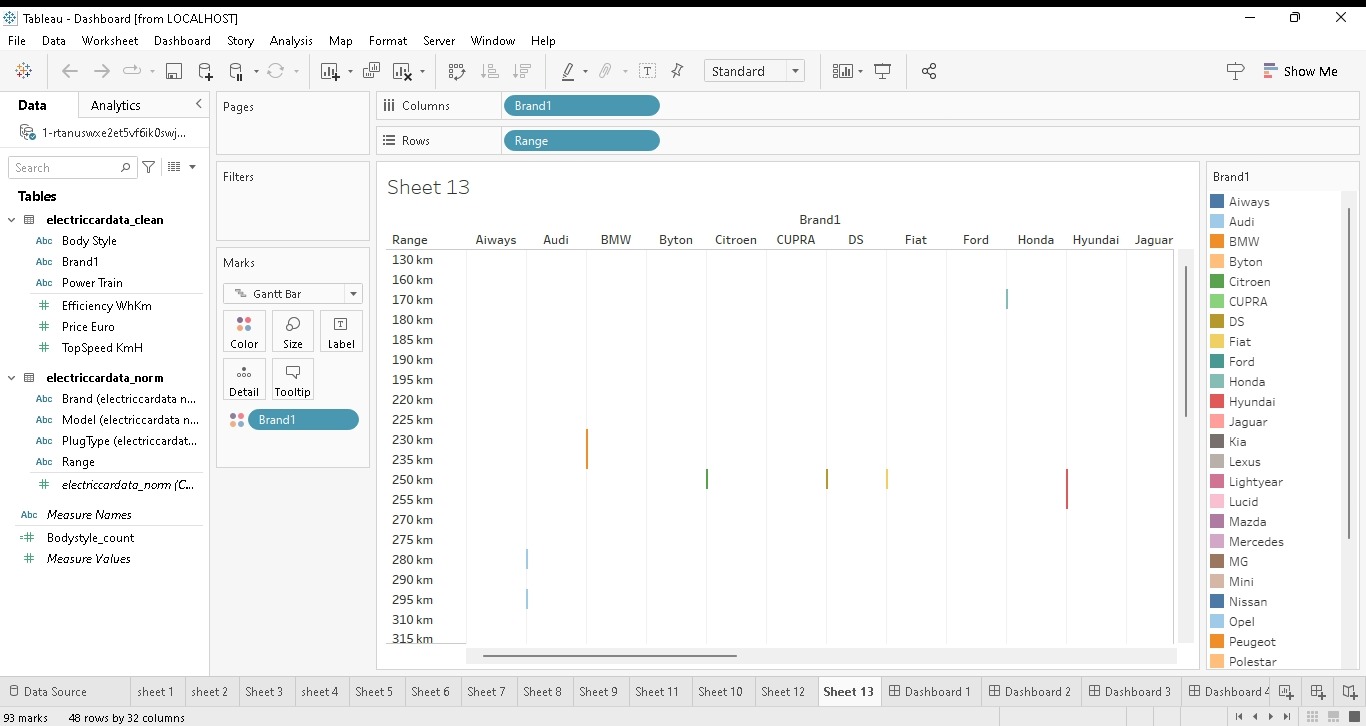 Tableau - Dashboard [from LOCALHOST]
File Data Worksheet Dashboard Story Analysis Map Format Server Window Help
Standard
Show Me
Data Analytics
1-rtanuswxe2et5vf6ik0swj...
Search
Tables
electriccardata_clean
Abc Body Style
Abc Brand1
Abc Power Train
# Efficiency WhKm
# Price Euro
# TopSpeed KmH
electriccardata_norm
Abc Brand (electriccardata n...
Abc Model (electriccardata n...
Abc PlugType (electriccardat...
Abc Range
# electriccardata_norm (C...
Abc Measure Names
=# Bodystyle_count
# Measure Values
Pages
Filters
Marks
Gantt Bar
Color Size Label
Detail Tooltip
Brand1
Columns Brand1
Rows Range
Sheet 13
Brand1
Range Aiways Audi BMW Byton Citroen CUPRA DS Fiat Ford Honda Hyundai Jaguar
130 km
160 km
170 km
180 km
185 km
190 km
195 km
220 km
225 km
230 km
235 km
250 km
255 km
270 km
275 km
280 km
290 km
295 km
310 km
315 km
Brand1
Aiways
Audi
BMW
Byton
Citroen
CUPRA
DS
Fiat
Ford
Honda
Hyundai
Jaguar
Kia
Lexus
Lightyear
Lucid
Mazda
Mercedes
MG
Mini
Nissan
Opel
Peugeot
Polestar
Data Source sheet 1 sheet 2 Sheet 3 sheet 4 Sheet 5 Sheet 6 Sheet 7 Sheet 8 Sheet 9 Sheet 11 Sheet 10 Sheet 12 Sheet 13 Dashboard 1 Dashboard 2 Dashboard 3 Dashboard 4
93 marks 48 rows by 32 columns